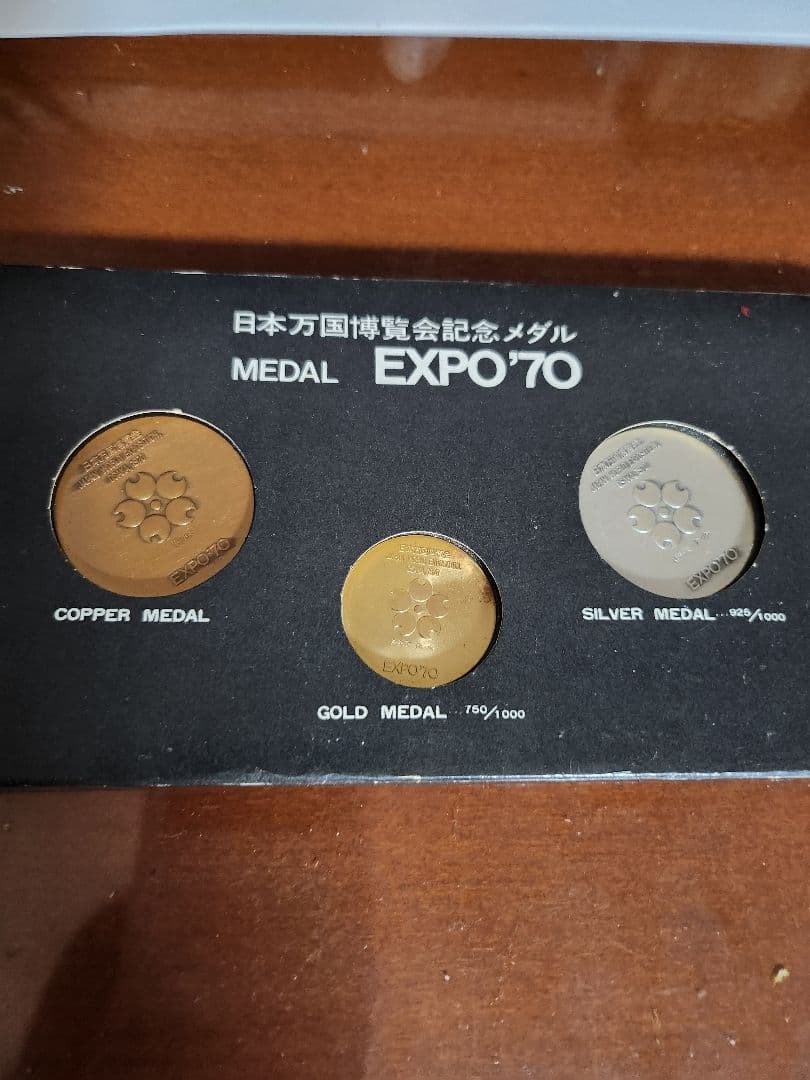 日本万国博覧会記念メダル
MEDAL EXPO'70
EXPO'70
COPPER MEDAL
EXPO'70
GOLD MEDAL...750/1000
EXPO'70
SILVER MEDAL...925/1000